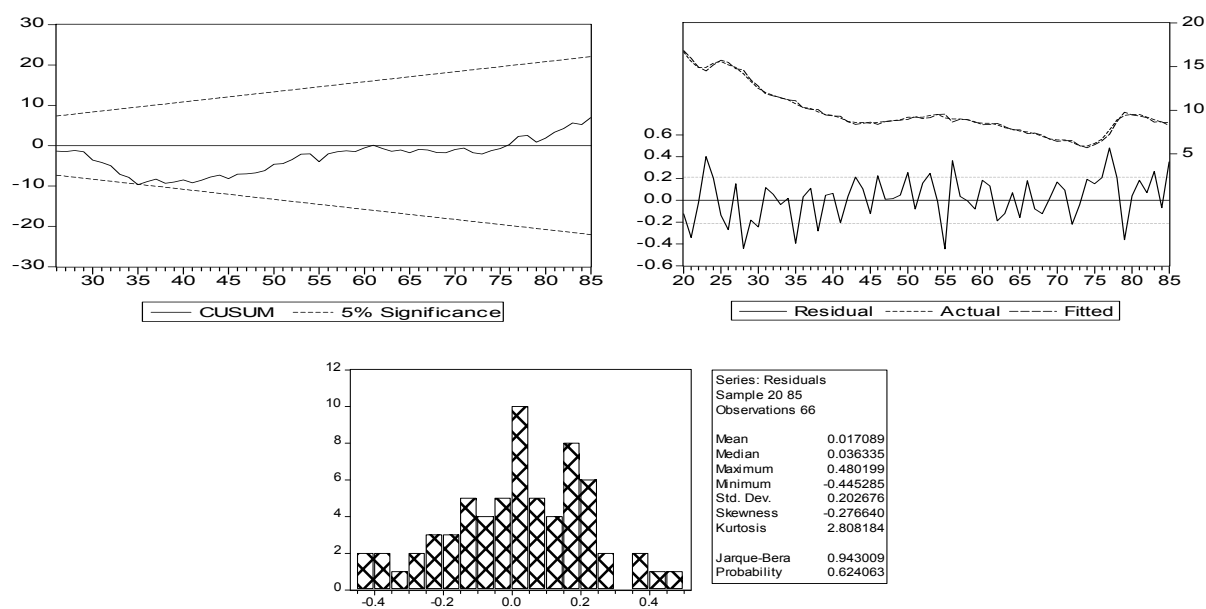 30
20
10
0
-10
-20
-30
30 35 40 45 50 55 60 65 70 75 80 85
CUSUM 5% Significance
20
15
10
5
0.6
0.4
0.2
0.0
-0.2
-0.4
-0.6
20 25 30 35 40 45 50 55 60 65 70 75 80 85
Residual Actual Fitted
12
10
8
6
4
2
0
-0.4 -0.2 0.0 0.2 0.4
Series: Residuals
Sample 20 85
Observations 66
Mean 0.017089
Median 0.036335
Maximum 0.480199
Minimum -0.445285
Std. Dev. 0.202676
Skewness -0.276640
Kurtosis 2.808184
Jarque-Bera 0.943009
Probability 0.624063